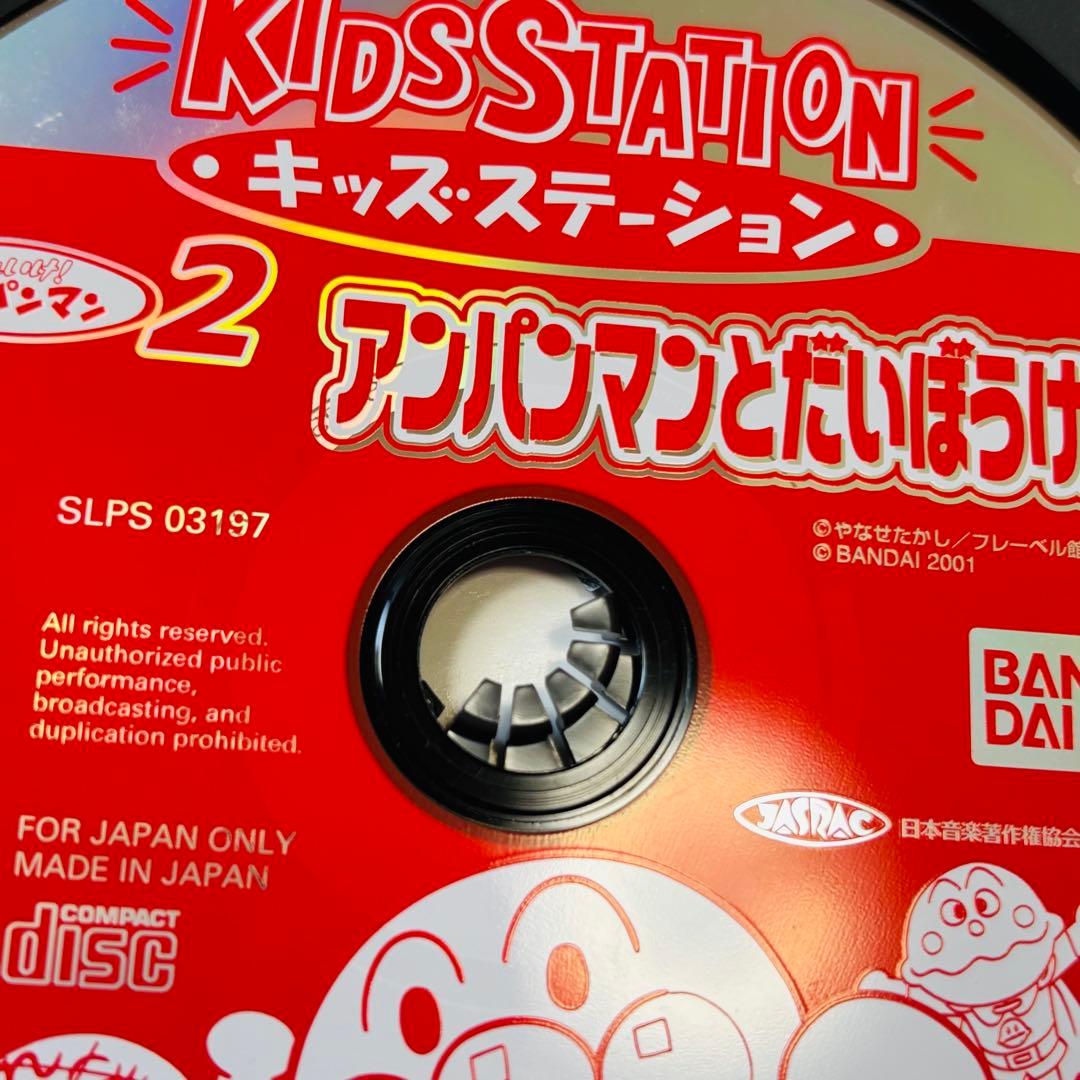 KIDS STATION
・キッズ・ステーション・
いけ!
パンマン
2
アンパンマンとだいぼうけ
SLPS 03197
©やなせたかし／フレーベル館
©BANDAI 2001
All rights reserved.
Unauthorized public
performance,
broadcasting, and
duplication prohibited.
BAN
DAI
JASRAC
日本音楽著作権協会
FOR JAPAN ONLY
MADE IN JAPAN
COMPACT
disc